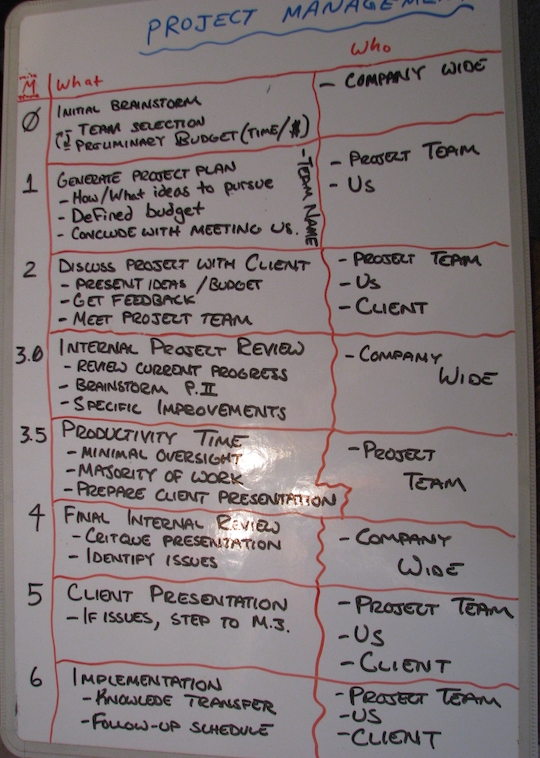 PROJECT MANAGEMENT
M What Who
Ø INITIAL BRAINSTORM - COMPANY WIDE
TEAM SELECTION
PRELIMINARY BUDGET (TIME/$)
1 GENERATE PROJECT PLAN - PROJECT TEAM
- HOW/WHAT IDEAS TO PURSUE - US
- DEFINED BUDGET
- CONCLUDE WITH MEETING US.
- TEAM NAME
2 DISCUSS PROJECT WITH CLIENT - PROJECT TEAM
- PRESENT IDEAS / BUDGET - US
- GET FEEDBACK - CLIENT
- MEET PROJECT TEAM
3.0 INTERNAL PROJECT REVIEW - COMPANY
- REVIEW CURRENT PROGRESS WIDE
- BRAINSTORM P.II
- SPECIFIC IMPROVEMENTS
3.5 PRODUCTIVITY TIME - PROJECT
- MINIMAL OVERSIGHT TEAM
- MAJORITY OF WORK
- PREPARE CLIENT PRESENTATION
4 FINAL INTERNAL REVIEW - COMPANY
- CRITIQUE PRESENTATION WIDE
- IDENTIFY ISSUES
5 CLIENT PRESENTATION - PROJECT TEAM
- IF ISSUES, STEP TO M.3. - US
- CLIENT
6 IMPLEMENTATION - PROJECT TEAM
- KNOWLEDE TRANSFER - US
- FOLLOW-UP SCHEDULE - CLIENT